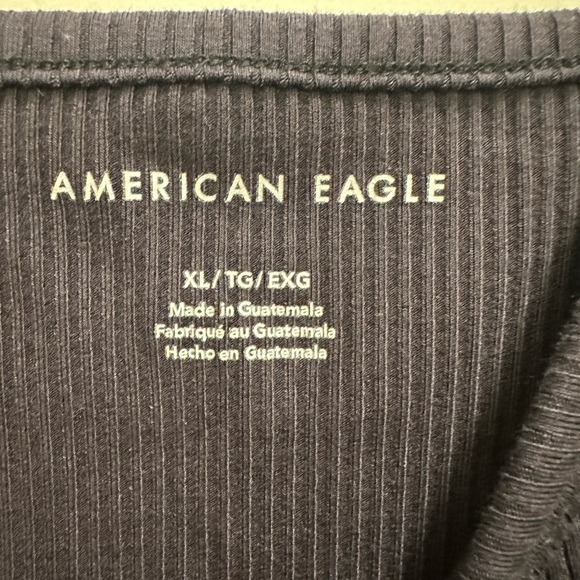 AMERICAN EAGLE
XL/TG/EXG
Made in Guatemala
Fabriqué au Guatemala
Hecho en Guatemala